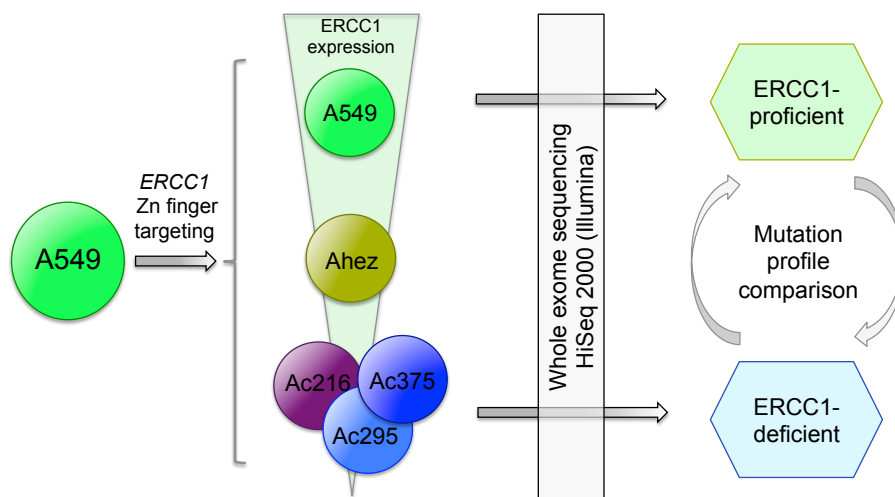 A549
ERCC1
Zn finger
targeting
ERCC1
expression
A549
Ahez
Ac216
Ac375
Ac295
Whole exome sequencing
HiSeq 2000 (Illumina)
ERCC1-
proficient
Mutation
profile
comparison
ERCC1-
deficient